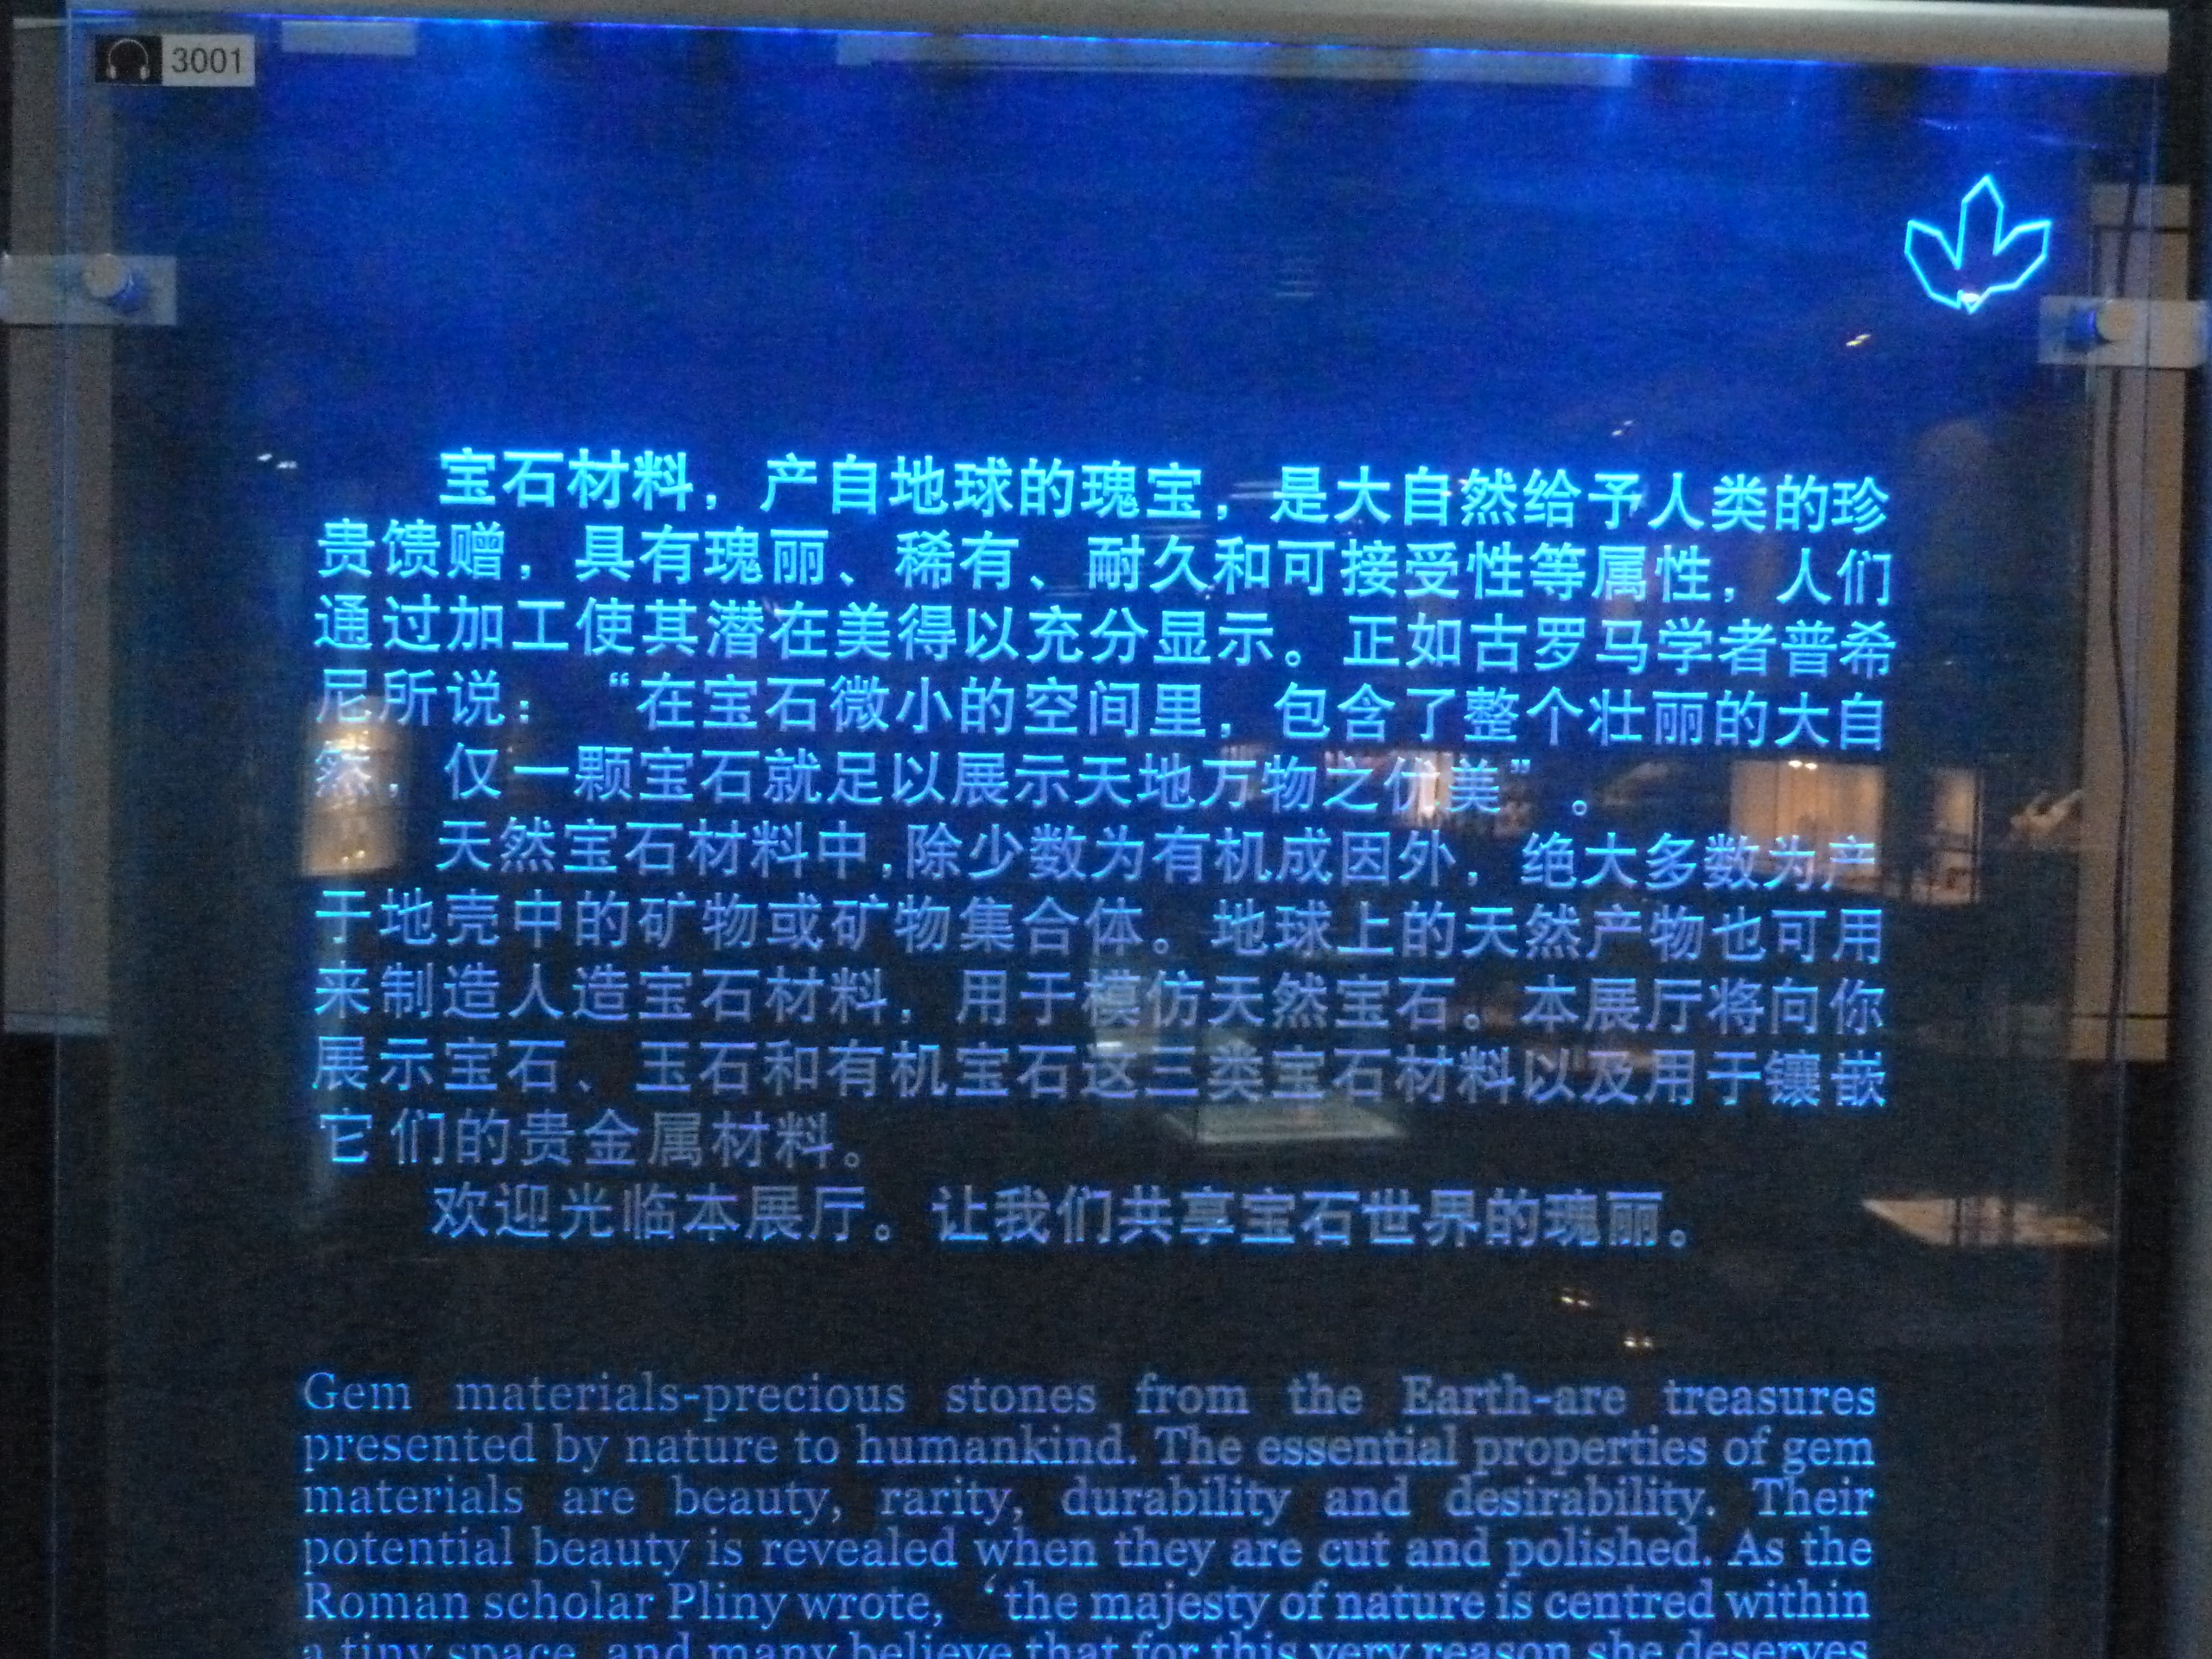 3001
宝石材料，产自地球的瑰宝，是大自然给予人类的珍
贵馈赠，具有瑰丽、稀有、耐久和可接受性等属性，人们
通过加工使其潜在美得以充分显示。正如古罗马学者普希
尼所说：“在宝石微小的空间里，包含了整个壮丽的大自
然，仅一颗宝石就足以展示天地万物之优美”。
天然宝石材料中,除少数为有机成因外，绝大多数为产
于地壳中的矿物或矿物集合体。地球上的天然产物也可用
来制造人造宝石材料，用于模仿天然宝石。本展厅将向你
展示宝石、玉石和有机宝石这三类宝石材料以及用于镶嵌
它们的贵金属材料。
欢迎光临本展厅。让我们共享宝石世界的瑰丽。
Gem materials-precious stones from the Earth-are treasures
presented by nature to humankind. The essential properties of gem
materials are beauty, rarity, durability and desirability. Their
potential beauty is revealed when they are cut and polished. As the
Roman scholar Pliny wrote, ‘the majesty of nature is centred within
a tiny space, and many believe that for this very reason she deserves